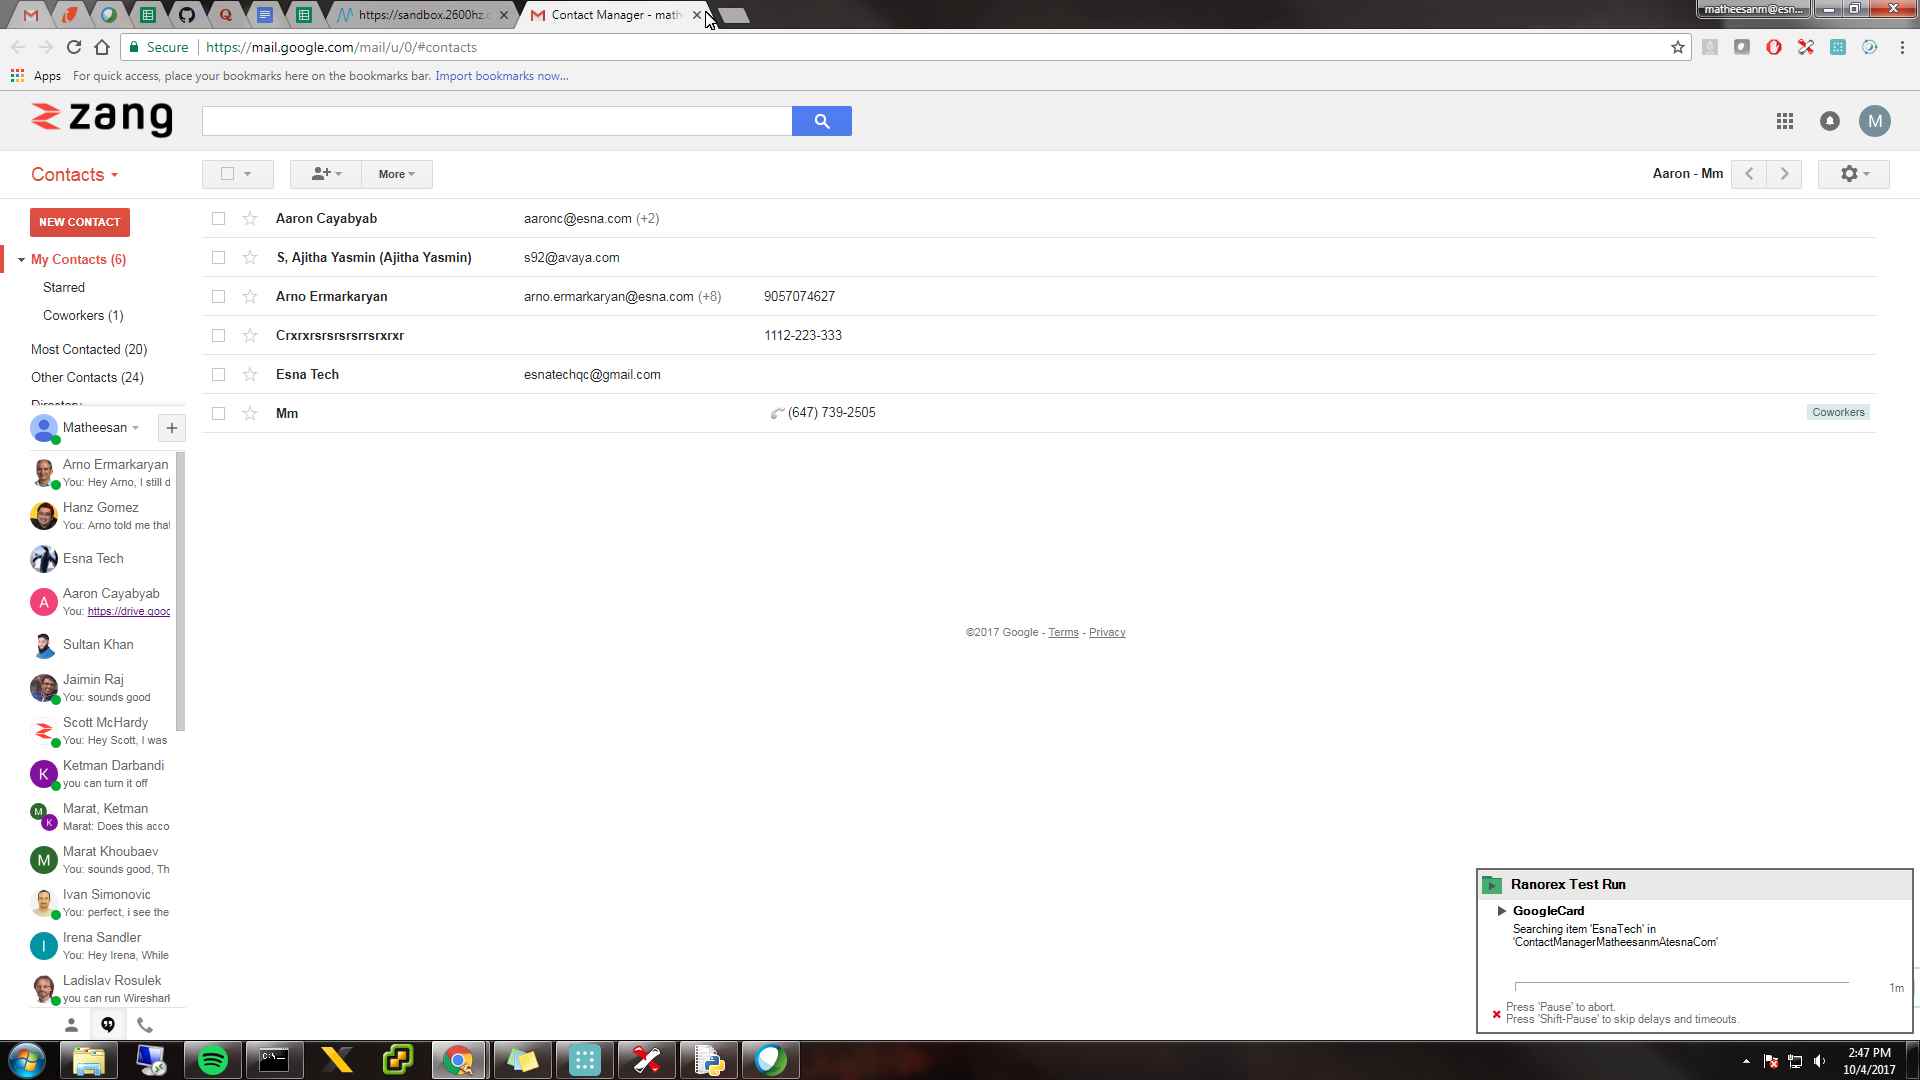 https://sandbox.2600hz.c
Contact Manager - math
matheesanm@esn...
Secure
https://mail.google.com/mail/u/0/#contacts
Apps
For quick access, place your bookmarks here on the bookmarks bar. Import bookmarks now...
zang
M
Contacts
More
Aaron - Mm
NEW CONTACT
My Contacts (6)
Starred
Coworkers (1)
Most Contacted (20)
Other Contacts (24)
Directory
Aaron Cayabyab aaronc@esna.com (+2)
S, Ajitha Yasmin (Ajitha Yasmin) s92@avaya.com
Arno Ermarkaryan arno.ermarkaryan@esna.com (+8) 9057074627
Crxrxrsrsrsrsrrsrxrxr 1112-223-333
Esna Tech esnatechqc@gmail.com
Mm (647) 739-2505 Coworkers
Matheesan
Arno Ermarkaryan
You: Hey Arno, I still d
Hanz Gomez
You: Arno told me that
Esna Tech
A
Aaron Cayabyab
You: https://drive.goog
Sultan Khan
Jaimin Raj
You: sounds good
Scott McHardy
You: Hey Scott, I was
K
Ketman Darbandi
you can turn it off
M
K
Marat, Ketman
Marat: Does this acco
M
Marat Khoubaev
You: sounds good, Th
Ivan Simonovic
You: perfect, i see the
I
Irena Sandler
You: Hey Irena, While
Ladislav Rosulek
you can run Wireshark
©2017 Google - Terms - Privacy
Ranorex Test Run
GoogleCard
Searching item 'EsnaTech' in
'ContactManagerMatheesanmAtesnaCom'
1m
Press 'Pause' to abort.
Press 'Shift-Pause' to skip delays and timeouts.
2:47 PM
10/4/2017